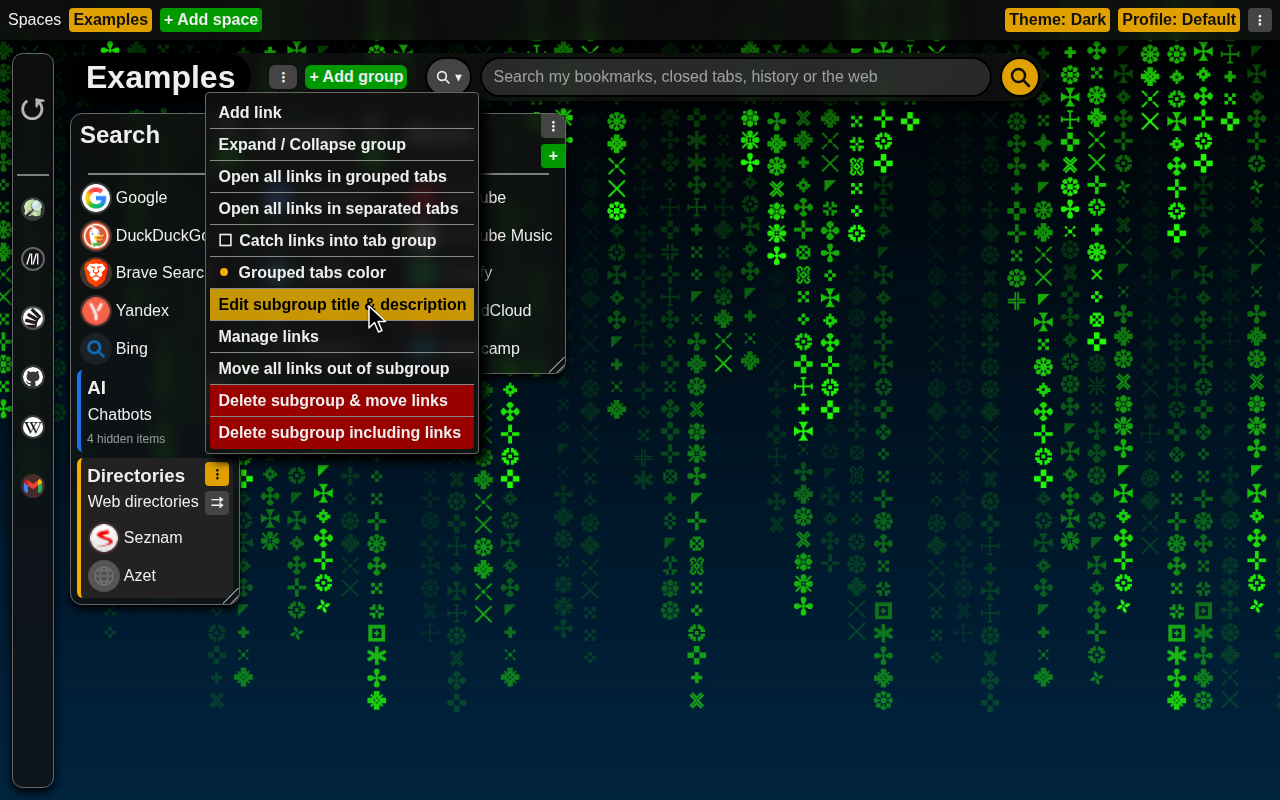 Spaces Examples + Add space Theme: Dark Profile: Default
Examples + Add group Search my bookmarks, closed tabs, history or the web
Search
Google
DuckDuckGo
Brave Searc
Yandex
Bing
AI
Chatbots
4 hidden items
Directories
Web directories
Seznam
Azet
Add link
Expand / Collapse group
Open all links in grouped tabs
Open all links in separated tabs
Catch links into tab group
Grouped tabs color
Edit subgroup title & description
Manage links
Move all links out of subgroup
Delete subgroup & move links
Delete subgroup including links
+
ube
ube Music
fy
dCloud
camp